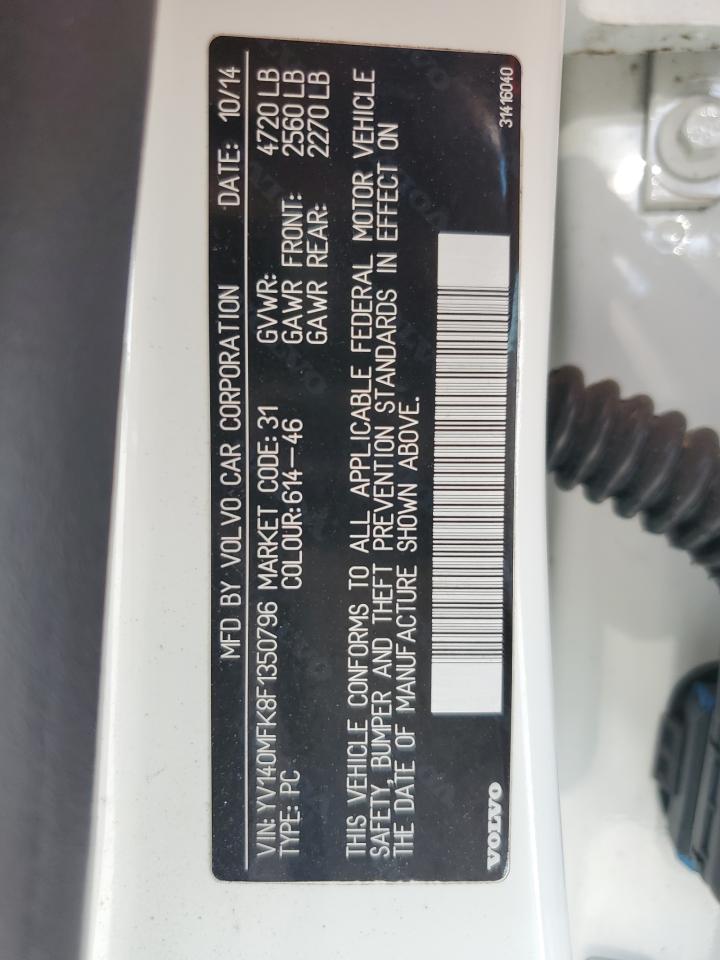 MFD BY VOLVO CAR CORPORATION DATE: 10/14
VIN: YV140MFK8F1350796 MARKET CODE: 31 GVWR: 4720 LB
TYPE: PC COLOUR: 614-46 GAWR FRONT: 2560 LB
GAWR REAR: 2270 LB
THIS VEHICLE CONFORMS TO ALL APPLICABLE FEDERAL MOTOR VEHICLE
SAFETY, BUMPER AND THEFT PREVENTION STANDARDS IN EFFECT ON
THE DATE OF MANUFACTURE SHOWN ABOVE.
VOLVO 31416040